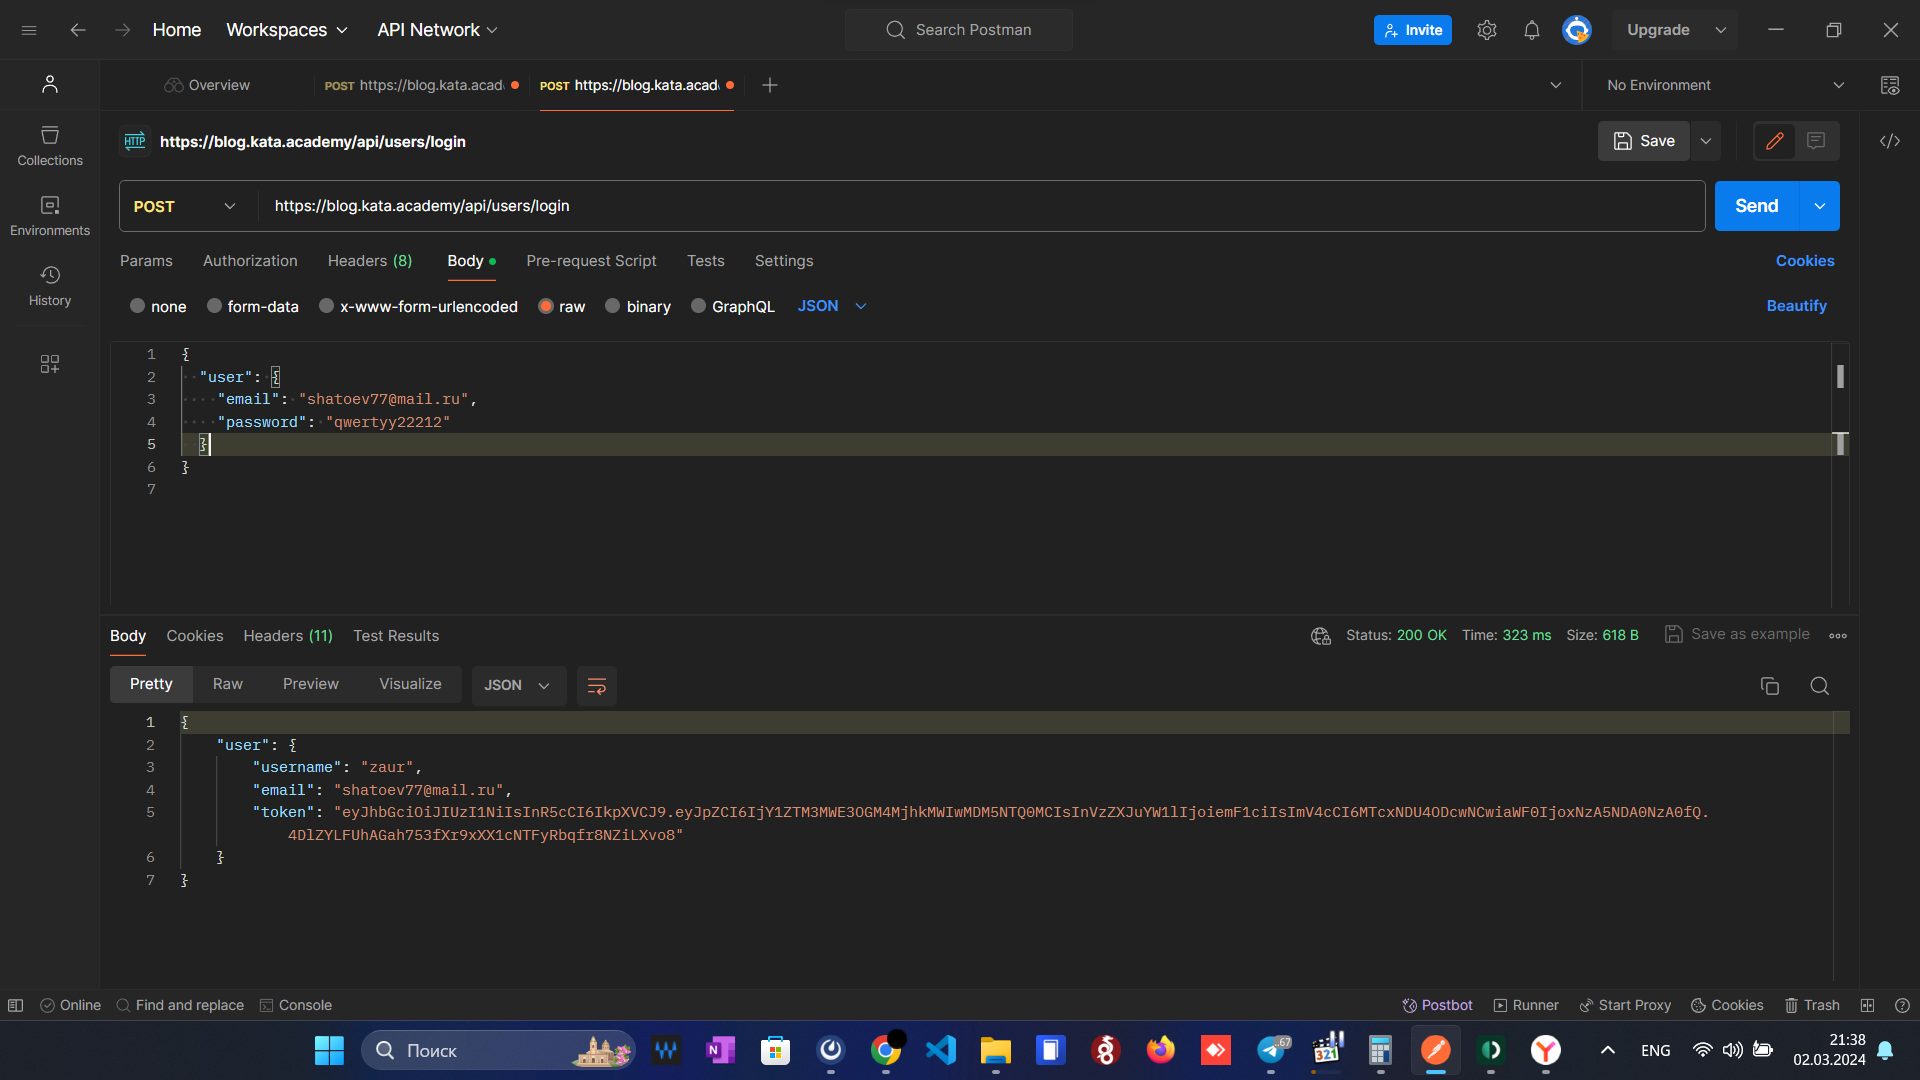 Home Workspaces API Network Search Postman Invite Upgrade
Overview POST https://blog.kata.acad POST https://blog.kata.acad No Environment
HTTP https://blog.kata.academy/api/users/login Save
Collections
Environments
History
POST https://blog.kata.academy/api/users/login Send
Params Authorization Headers (8) Body Pre-request Script Tests Settings Cookies
none form-data x-www-form-urlencoded raw binary GraphQL JSON Beautify
1 {
2 "user": {
3 "email": "shatoev77@mail.ru",
4 "password": "qwertyy22212"
5 }
6 }
7
Body Cookies Headers (11) Test Results Status: 200 OK Time: 323 ms Size: 618 B Save as example
Pretty Raw Preview Visualize JSON
1 {
2 "user": {
3 "username": "zaur",
4 "email": "shatoev77@mail.ru",
5 "token": "eyJhbGciOiJIUzI1NiIsInR5cCI6IkpXVCJ9.eyJpZCI6IjY1ZTM3MWE3OGM4MjhkMWIwMDM5NTQ0MCIsInVzZXJuYW1lIjoiemF1ciIsImV4cCI6MTcxNDU4ODcwNCwiaWF0IjoxNzA5NDA0NzA0fQ.
4DlZYLFUhAGah753fXr9xXX1cNTFyRbqfr8NZiLXvo8"
6 }
7 }
Online Find and replace Console Postbot Runner Start Proxy Cookies Trash
Поиск .67 321 ENG 21:38
02.03.2024